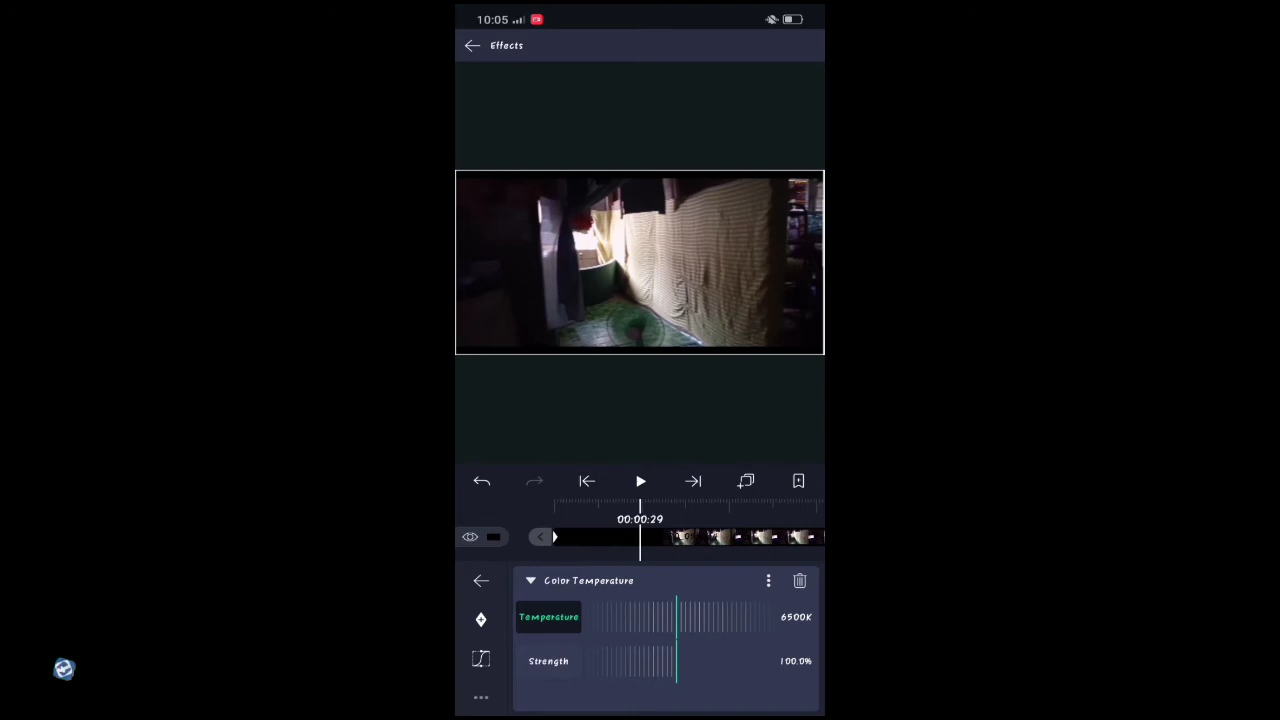 10:05
Effects
00:00:29
Color Temperature
Temperature 6500K
Strength 100.0%